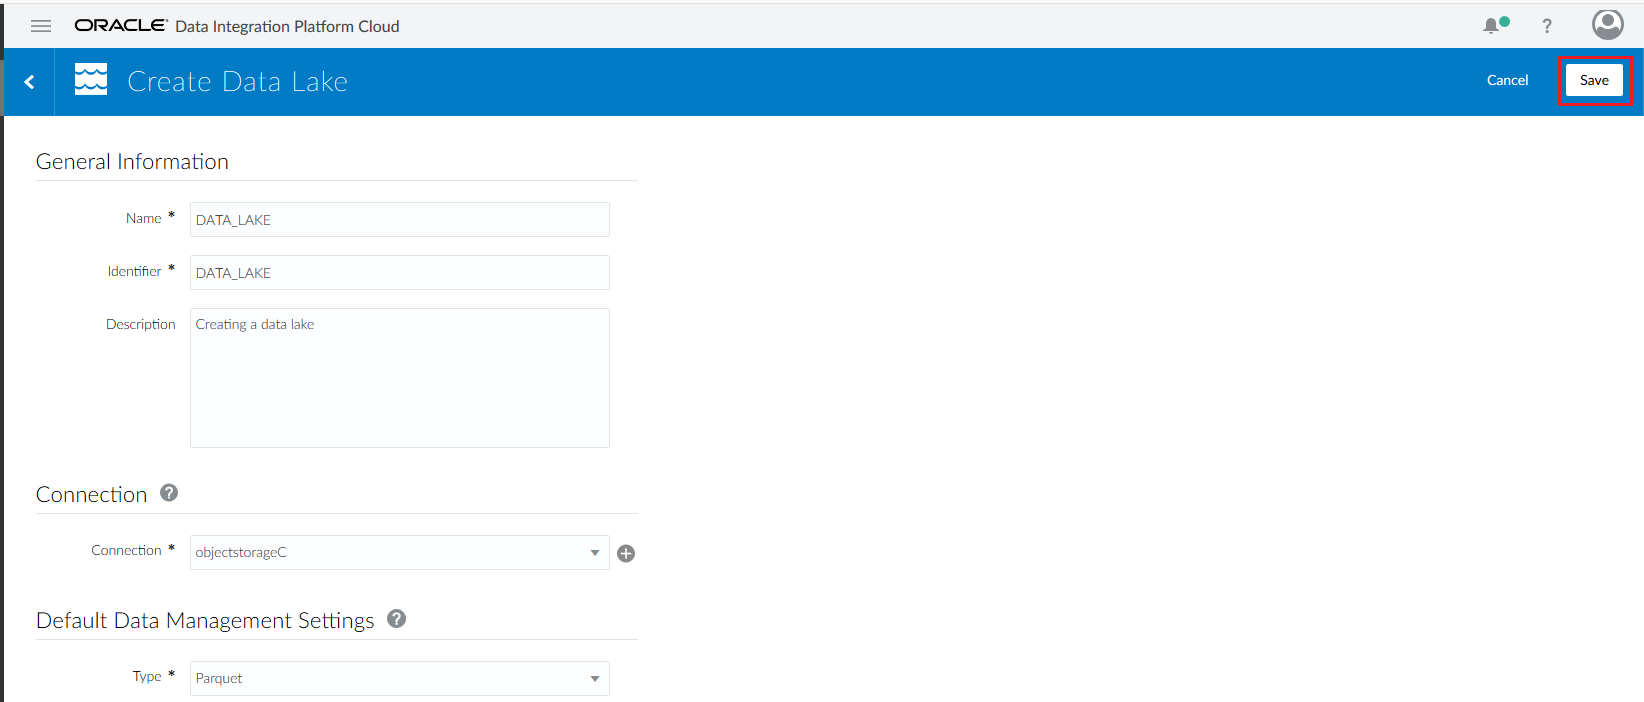 ORACLE Data Integration Platform Cloud
?
Create Data Lake
Cancel
Save
General Information
Name *
DATA_LAKE
Identifier *
DATA_LAKE
Description
Creating a data lake
Connection ?
Connection *
objectstorageC
Default Data Management Settings ?
Type *
Parquet